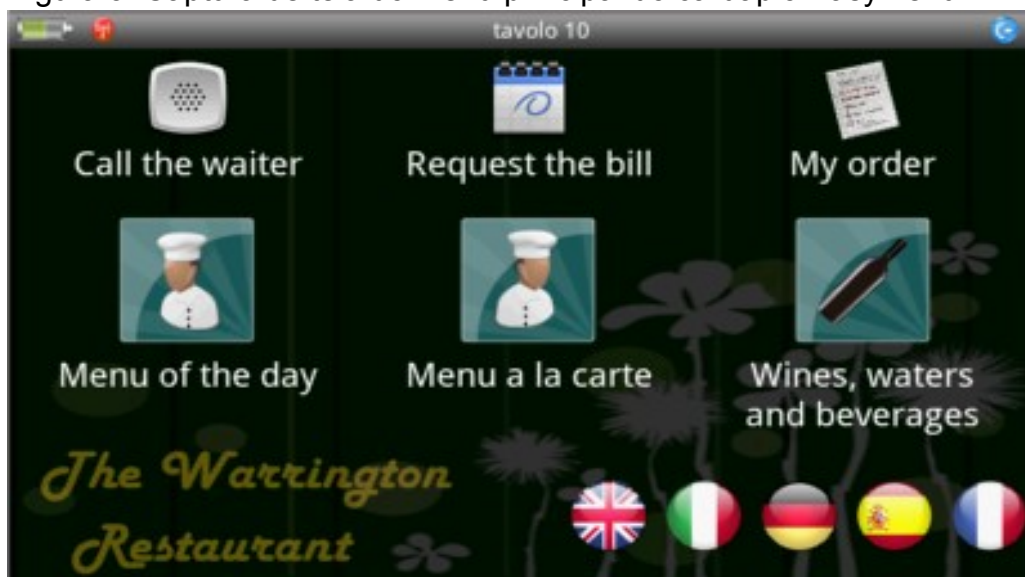 tavolo 10
Call the waiter
Request the bill
My order
Menu of the day
Menu a la carte
Wines, waters
and beverages
The Warrington
Restaurant